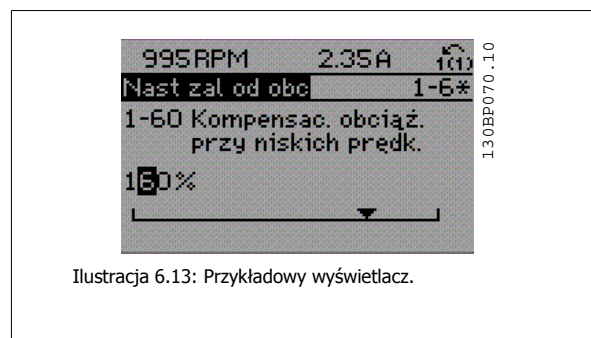 995RPM 2.35A 1(1)
Nast zal od obc 1-6*
1-60 Kompensac. obciąż.
przy niskich prędk.
160%
130BP070.10
Ilustracja 6.13: Przykładowy wyświetlacz.